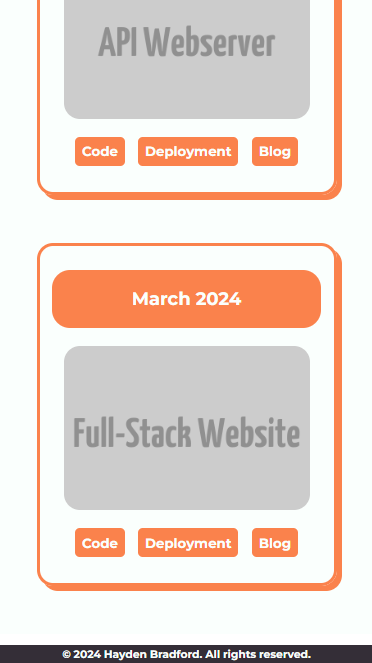 API Webserver
Code Deployment Blog
March 2024
Full-Stack Website
Code Deployment Blog
© 2024 Hayden Bradford. All rights reserved.